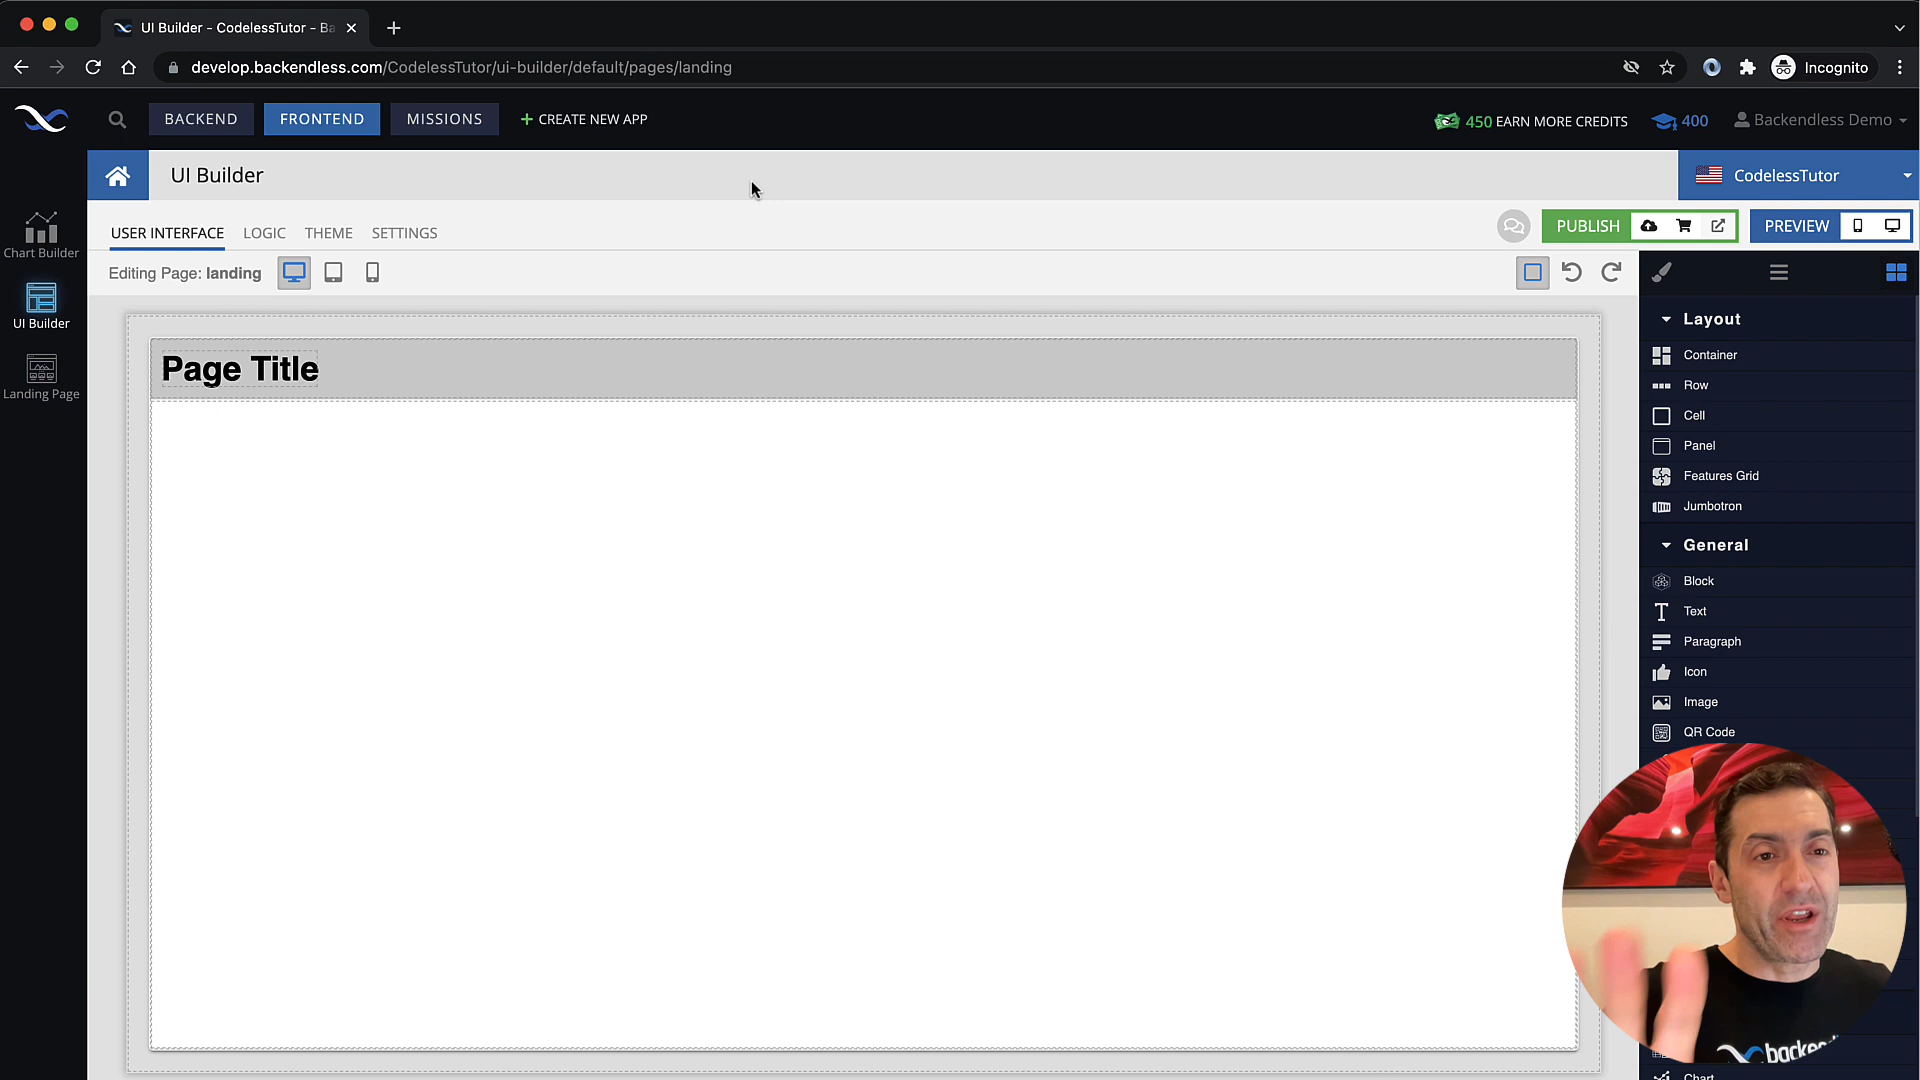 UI Builder - CodelessTutor - Ba
develop.backendless.com/CodelessTutor/ui-builder/default/pages/landing
Incognito
BACKEND
FRONTEND
MISSIONS
+ CREATE NEW APP
450 EARN MORE CREDITS
400
Backendless Demo
UI Builder
CodelessTutor
Chart Builder
UI Builder
Landing Page
USER INTERFACE
LOGIC
THEME
SETTINGS
PUBLISH
PREVIEW
Editing Page: landing
Page Title
Layout
Container
Row
Cell
Panel
Features Grid
Jumbotron
General
Block
Text
Paragraph
Icon
Image
QR Code
Chart